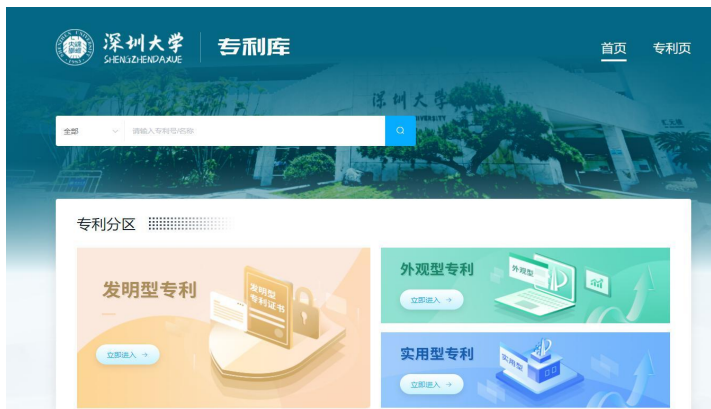 深圳大学
SHENZHENDAXUE
专利库
首页 专利页
深圳大学
全部 请输入专利号/名称
专利分区
发明型专利
立即进入 →
发明型
专利证书
外观型专利
立即进入 →
外观型
实用型专利
立即进入 →
实用型